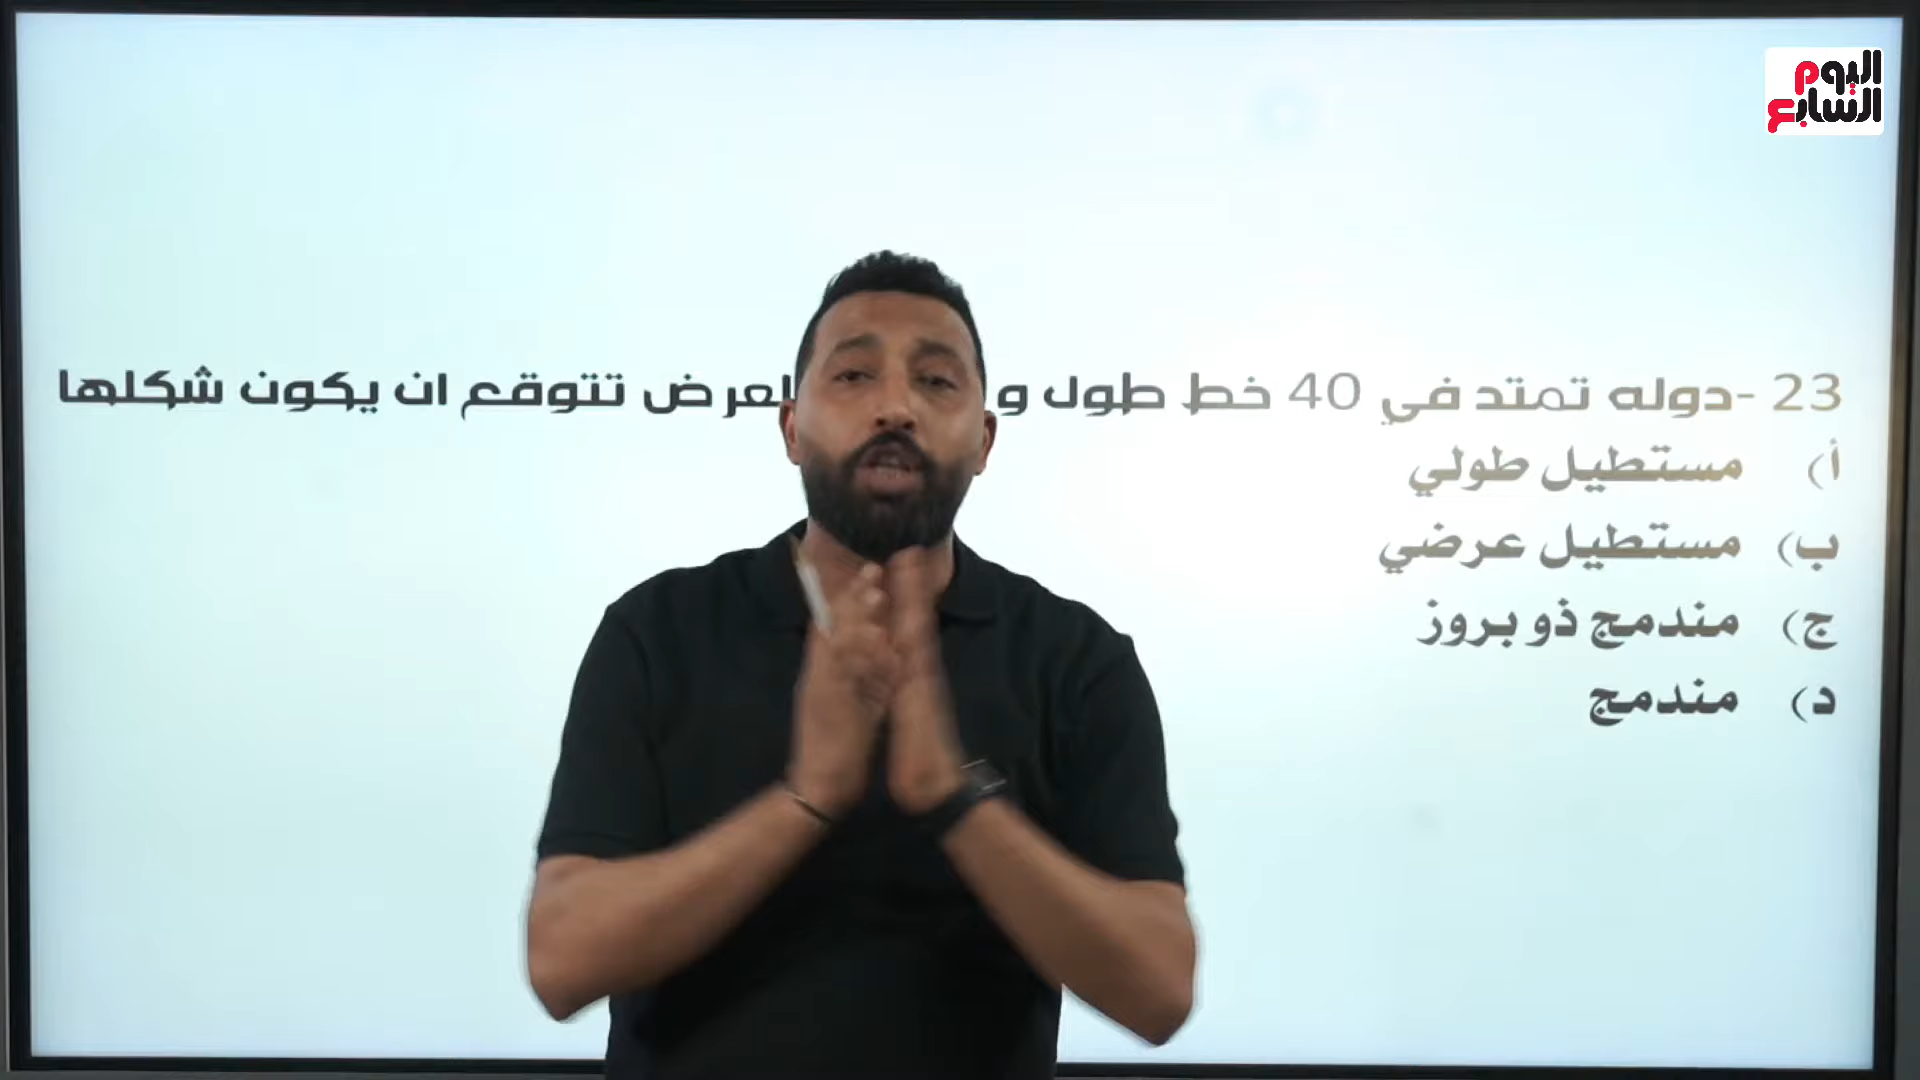 اليوم السابع
23 -دوله تمتد في 40 خط طول و لعرض تتوقع ان يكون شكلها
أ) مستطيل طولي
ب) مستطيل عرضي
ج) مندمج ذو بروز
د) مندمج